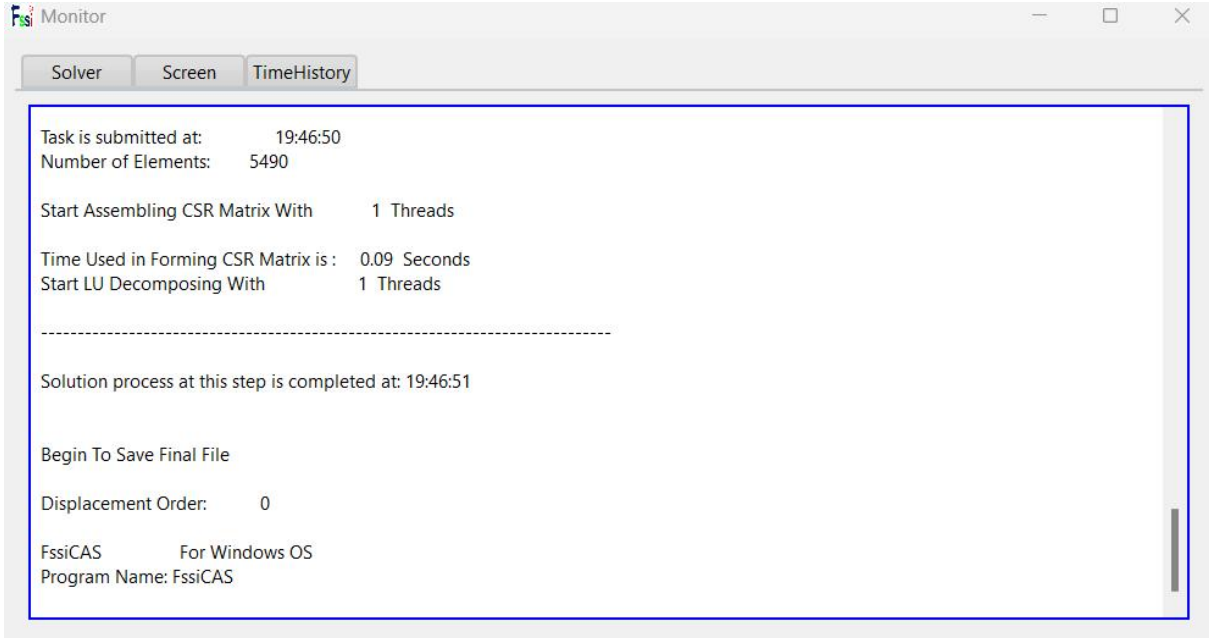 Fssi Monitor
Solver Screen TimeHistory
Task is submitted at: 19:46:50
Number of Elements: 5490
Start Assembling CSR Matrix With 1 Threads
Time Used in Forming CSR Matrix is : 0.09 Seconds
Start LU Decomposing With 1 Threads
--------------------------------------------------------------------------------
Solution process at this step is completed at: 19:46:51
Begin To Save Final File
Displacement Order: 0
FssiCAS For Windows OS
Program Name: FssiCAS